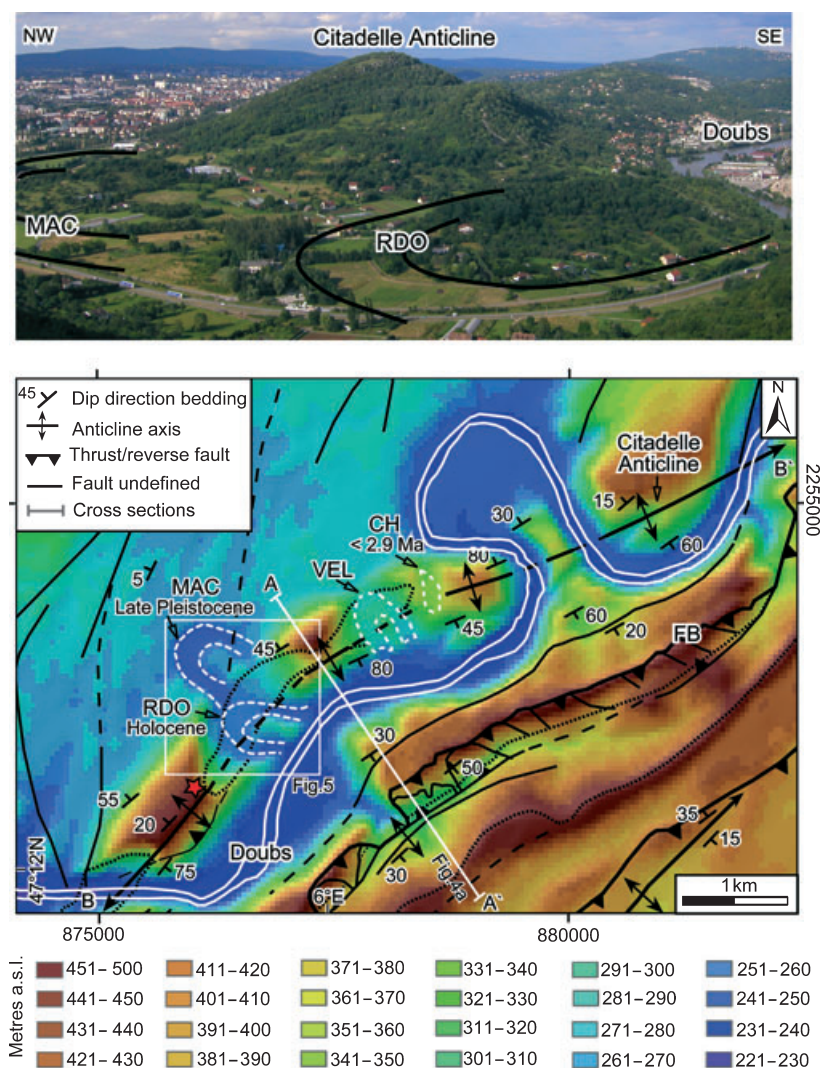 NW
Citadelle Anticline
SE
Doubs
MAC
RDO
45 Dip direction bedding
Anticline axis
Thrust/reverse fault
Fault undefined
Cross sections
N
Citadelle
Anticline
B`
2255000
15
30
60
CH
< 2.9 Ma
80
VEL
5
MAC
Late Pleistocene
A
45
45
60
20
FB
80
RDO
Holocene
30
Fig.5
50
55
20
75
Doubs
35
15
30
Fig.4a
A`
47°12'N
B
6°E
1km
875000
880000
Metres a.s.l.
451–500 411–420 371–380 331–340 291–300 251–260
441–450 401–410 361–370 321–330 281–290 241–250
431–440 391–400 351–360 311–320 271–280 231–240
421–430 381–390 341–350 301–310 261–270 221–230